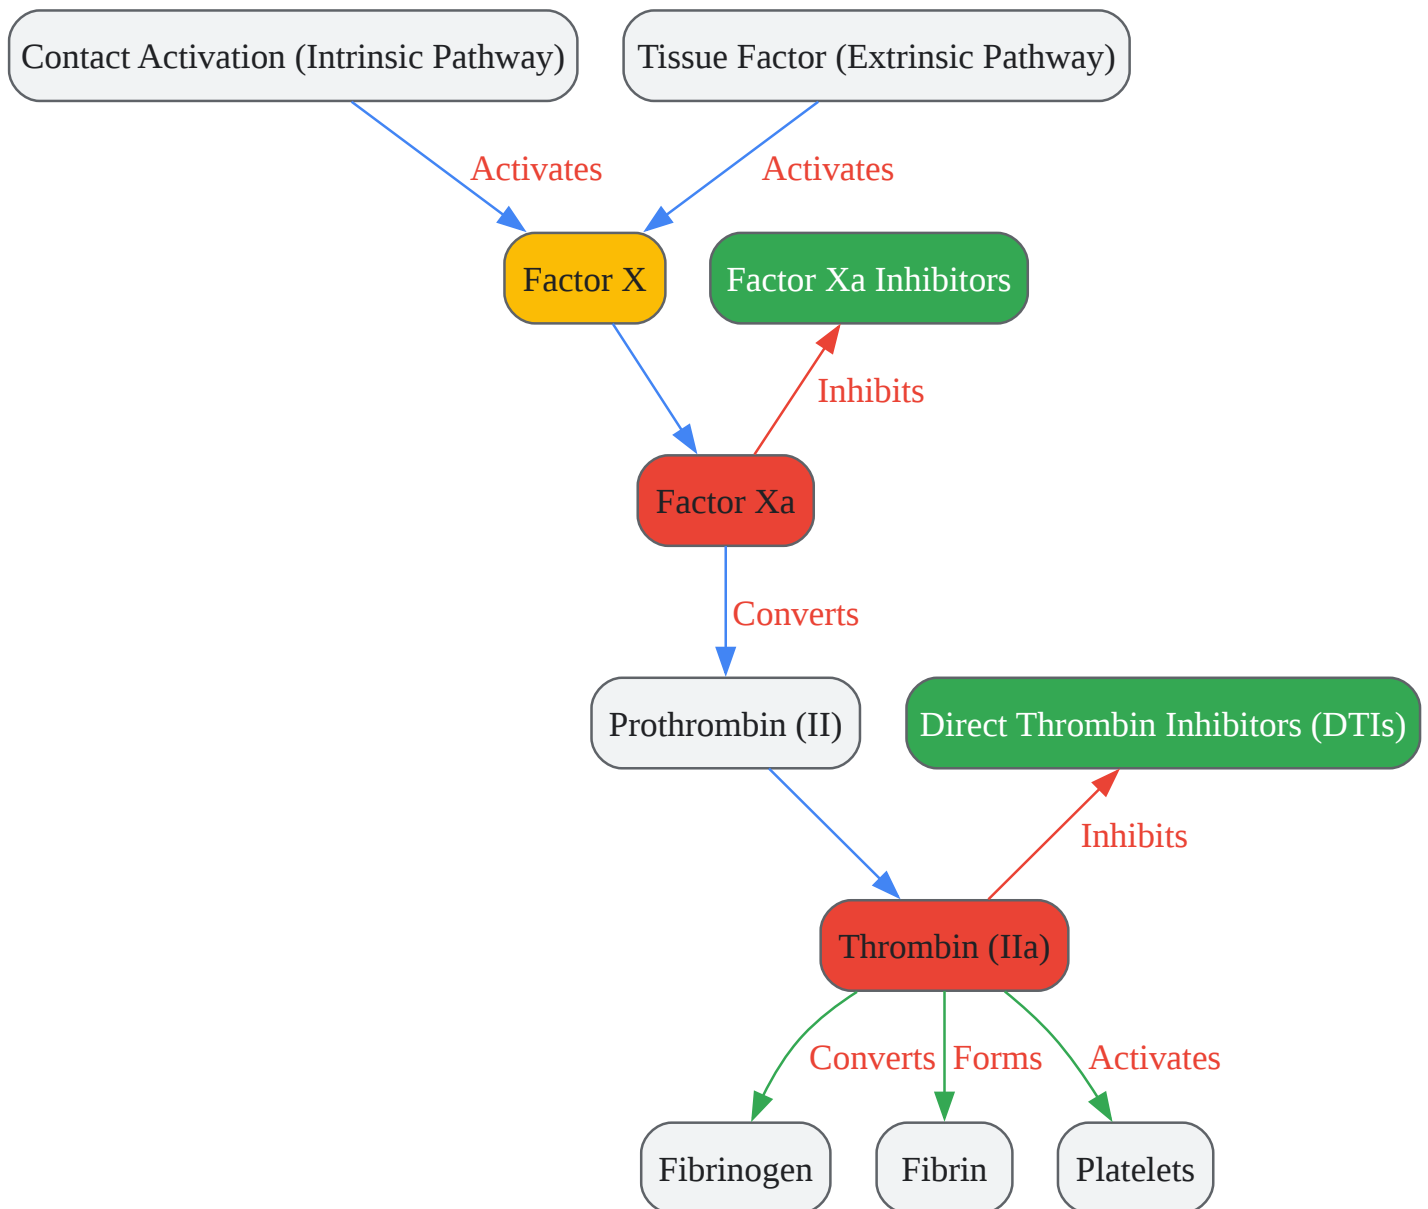 Contact Activation (Intrinsic Pathway)
Tissue Factor (Extrinsic Pathway)
Activates
Activates
Factor X
Factor Xa Inhibitors
Inhibits
Factor Xa
Converts
Prothrombin (II)
Direct Thrombin Inhibitors (DTIs)
Inhibits
Thrombin (IIa)
Converts
Forms
Activates
Fibrinogen
Fibrin
Platelets